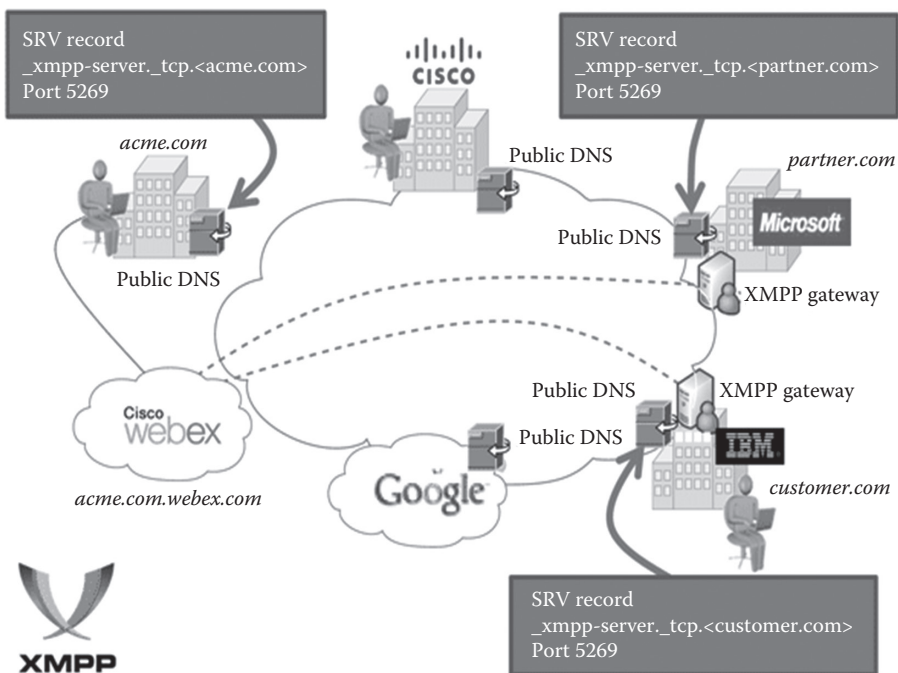 SRV record
_xmpp-server._tcp.<acme.com>
Port 5269
CISCO
SRV record
_xmpp-server._tcp.<partner.com>
Port 5269
acme.com
Public DNS
partner.com
Public DNS
Microsoft
Public DNS
XMPP gateway
Public DNS
XMPP gateway
Cisco
webex
Public DNS
IBM
Google
acme.com.webex.com
customer.com
SRV record
_xmpp-server._tcp.<customer.com>
Port 5269
XMPP